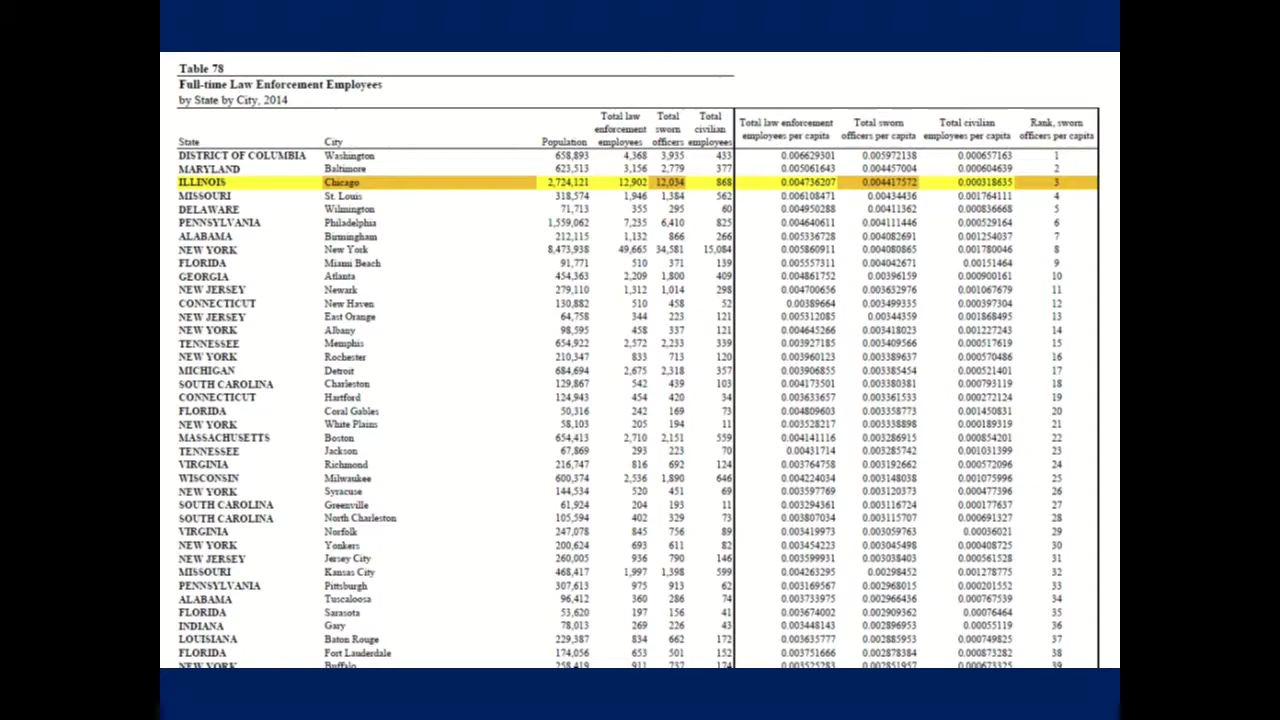 Table 78
Full-time Law Enforcement Employees
by State by City, 2014
State City Population Total law enforcement employees Total sworn officers Total civilian employees Total law enforcement employees per capita Total sworn officers per capita Total civilian employees per capita Rank, sworn officers per capita
DISTRICT OF COLUMBIA Washington 658,893 4,368 3,935 433 0.006629301 0.005972138 0.000657163 1
MARYLAND Baltimore 623,513 3,156 2,779 377 0.005061643 0.004457004 0.000604639 2
ILLINOIS Chicago 2,724,121 12,902 12,034 868 0.004736207 0.004417572 0.000318635 3
MISSOURI St. Louis 318,574 1,946 1,384 562 0.006108471 0.00434436 0.001764111 4
DELAWARE Wilmington 71,713 355 295 60 0.004950288 0.00411362 0.000836668 5
PENNSYLVANIA Philadelphia 1,559,062 7,235 6,410 825 0.004640611 0.004111446 0.000529164 6
ALABAMA Birmingham 212,115 1,132 866 266 0.005336728 0.004082691 0.001254037 7
NEW YORK New York 8,473,938 49,665 34,581 15,084 0.005860911 0.004080865 0.001780046 8
FLORIDA Miami Beach 91,771 510 371 139 0.005557311 0.004042671 0.00151464 9
GEORGIA Atlanta 454,363 2,209 1,800 409 0.004861752 0.00396159 0.000900161 10
NEW JERSEY Newark 279,110 1,312 1,014 298 0.004700656 0.003632976 0.001067679 11
CONNECTICUT New Haven 130,882 510 458 52 0.00389664 0.003499335 0.000397304 12
NEW JERSEY East Orange 64,758 344 223 121 0.005312085 0.00344359 0.001868495 13
NEW YORK Albany 98,595 458 337 121 0.004645266 0.003418023 0.001227243 14
TENNESSEE Memphis 654,922 2,572 2,233 339 0.003927185 0.003409566 0.000517619 15
NEW YORK Rochester 210,347 833 713 120 0.003960123 0.003389637 0.000570486 16
MICHIGAN Detroit 684,694 2,675 2,318 357 0.003906855 0.003385454 0.000521401 17
SOUTH CAROLINA Charleston 129,867 542 439 103 0.004173501 0.003380381 0.000793119 18
CONNECTICUT Hartford 124,943 454 420 34 0.003633657 0.003361533 0.000272124 19
FLORIDA Coral Gables 50,316 242 169 73 0.004809603 0.003358773 0.001450831 20
NEW YORK White Plains 58,103 205 194 11 0.003528217 0.003338898 0.000189319 21
MASSACHUSETTS Boston 654,413 2,710 2,151 559 0.004141116 0.003286915 0.000854201 22
TENNESSEE Jackson 67,869 293 223 70 0.00431714 0.003285742 0.001031399 23
VIRGINIA Richmond 216,747 816 692 124 0.003764758 0.003192662 0.000572096 24
WISCONSIN Milwaukee 600,374 2,536 1,890 646 0.004224034 0.003148038 0.001075996 25
NEW YORK Syracuse 144,534 520 451 69 0.003597769 0.003120373 0.000477396 26
SOUTH CAROLINA Greenville 61,924 204 193 11 0.003294361 0.003116724 0.000177637 27
SOUTH CAROLINA North Charleston 105,594 402 329 73 0.003807034 0.003115707 0.000691327 28
VIRGINIA Norfolk 247,078 845 756 89 0.003419973 0.003059763 0.00036021 29
NEW YORK Yonkers 200,624 693 611 82 0.003454223 0.003045498 0.000408725 30
NEW JERSEY Jersey City 260,005 936 790 146 0.003599931 0.003038403 0.000561528 31
MISSOURI Kansas City 468,417 1,997 1,398 599 0.004263295 0.00298452 0.001278775 32
PENNSYLVANIA Pittsburgh 307,613 975 913 62 0.003169567 0.002968015 0.000201552 33
ALABAMA Tuscaloosa 96,412 360 286 74 0.003733975 0.002966436 0.000767539 34
FLORIDA Sarasota 53,620 197 156 41 0.003674002 0.002909362 0.00076464 35
INDIANA Gary 78,013 269 226 43 0.003448143 0.002896953 0.00055119 36
LOUISIANA Baton Rouge 229,387 834 662 172 0.003635777 0.002885953 0.000749825 37
FLORIDA Fort Lauderdale 174,056 653 501 152 0.003751666 0.002878384 0.000873282 38
NEW YORK Buffalo 258,419 911 737 174 0.003525283 0.002851957 0.000673325 39